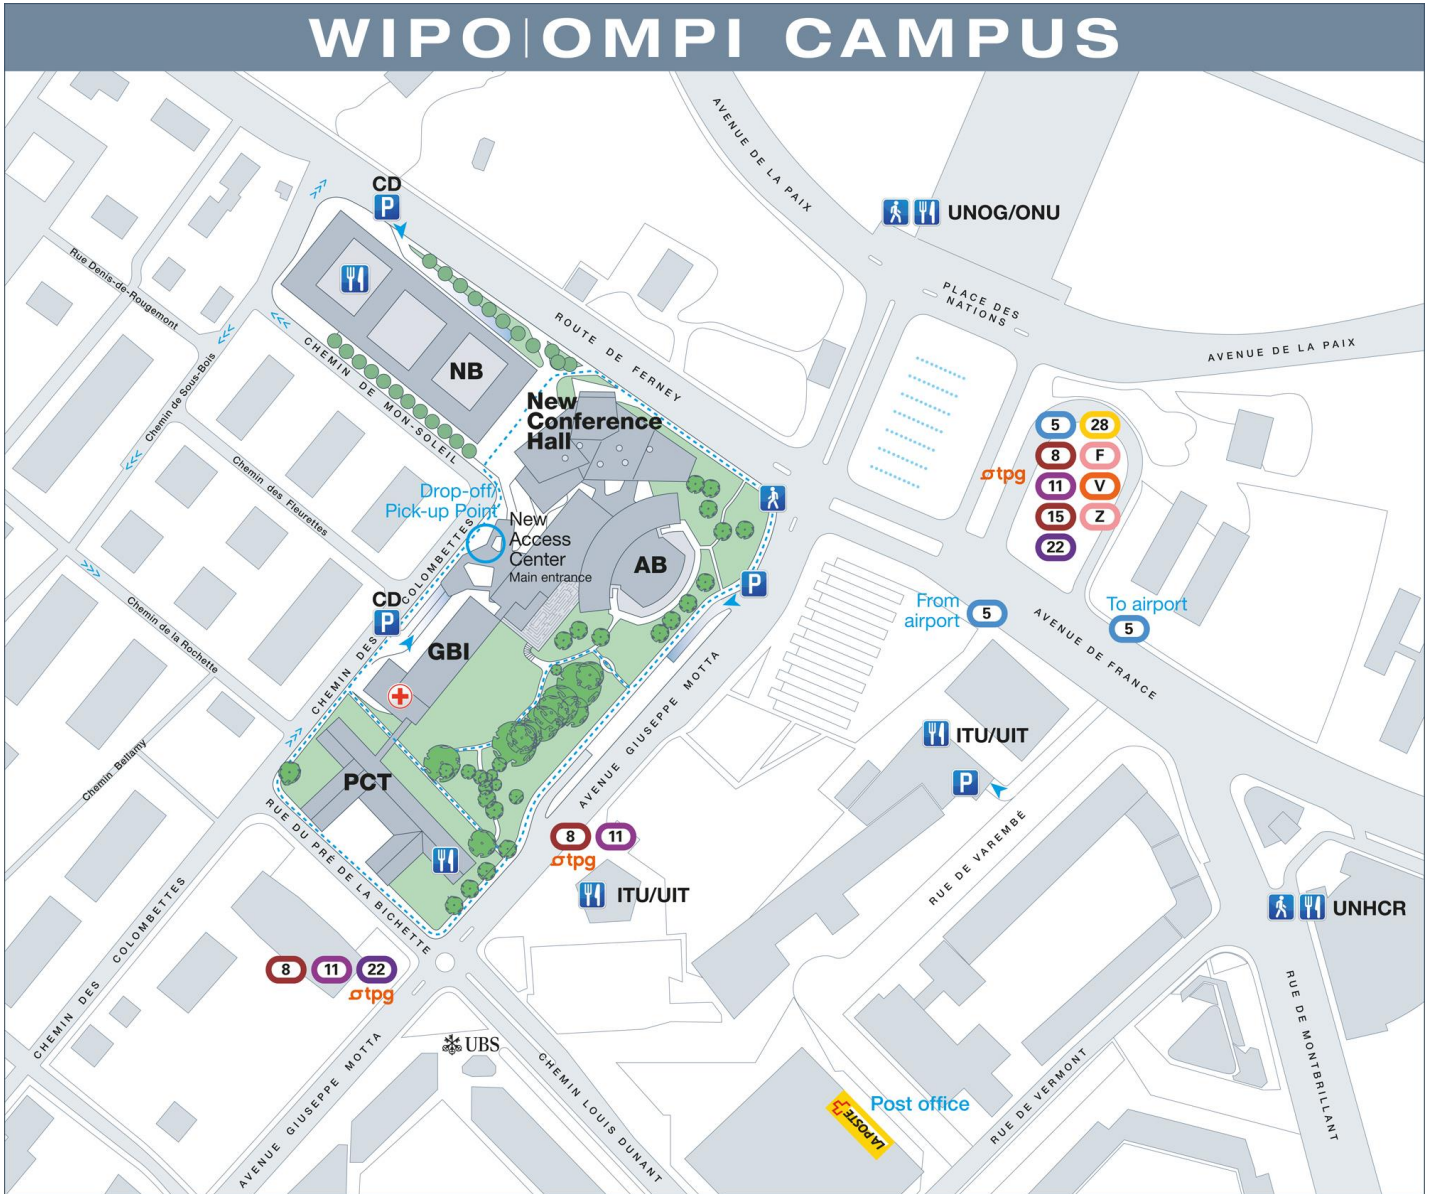 WIPO|OMPI CAMPUS
AVENUE DE LA PAIX
CD
P
UNOG/ONU
PLACE DES
NATIONS
AVENUE DE LA PAIX
Rue Denis-de-Rougemont
ROUTE DE FERNEY
CHEMIN DE MON-SOLEIL
Chemin de Sous-Bois
NB
New
Conference
Hall
5
28
8
F
tpg
11
V
15
Z
22
Chemin des Fleurettes
Drop-off/
Pick-up Point
New
Access
Center
Main entrance
AB
P
CD
P
From
airport
5
To airport
5
Chemin de la Rochette
CHEMIN DES COLOMBETTES
GBI
AVENUE DE FRANCE
AVENUE GIUSEPPE MOTTA
ITU/UIT
P
Chemin Bellamy
PCT
RUE DU PRÉ DE LA BICHETTE
8
11
tpg
ITU/UIT
RUE DE VAREMBÉ
UNHCR
CHEMIN DES COLOMBETTES
8
11
22
tpg
UBS
AVENUE GIUSEPPE MOTTA
CHEMIN LOUIS DUNANT
Post office
LA POSTE
RUE DE VERMONT
RUE DE MONTBRILLANT